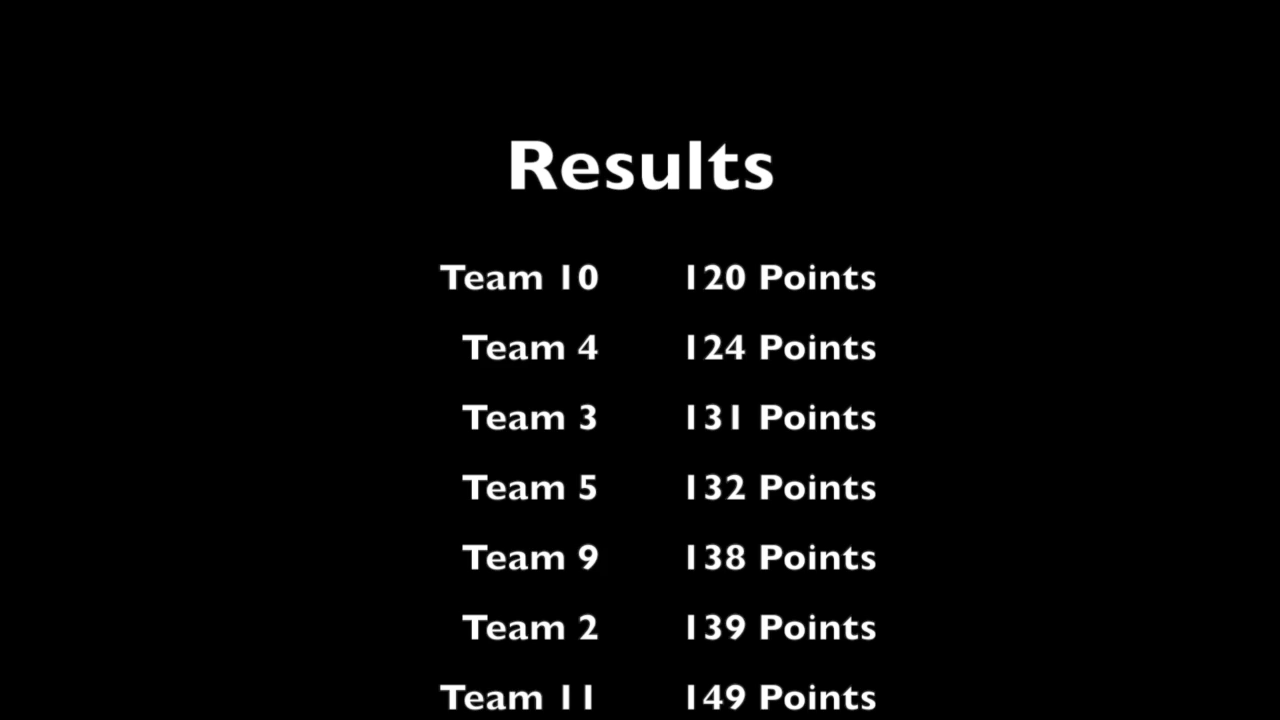 Results
Team 10 120 Points
Team 4 124 Points
Team 3 131 Points
Team 5 132 Points
Team 9 138 Points
Team 2 139 Points
Team 11 149 Points